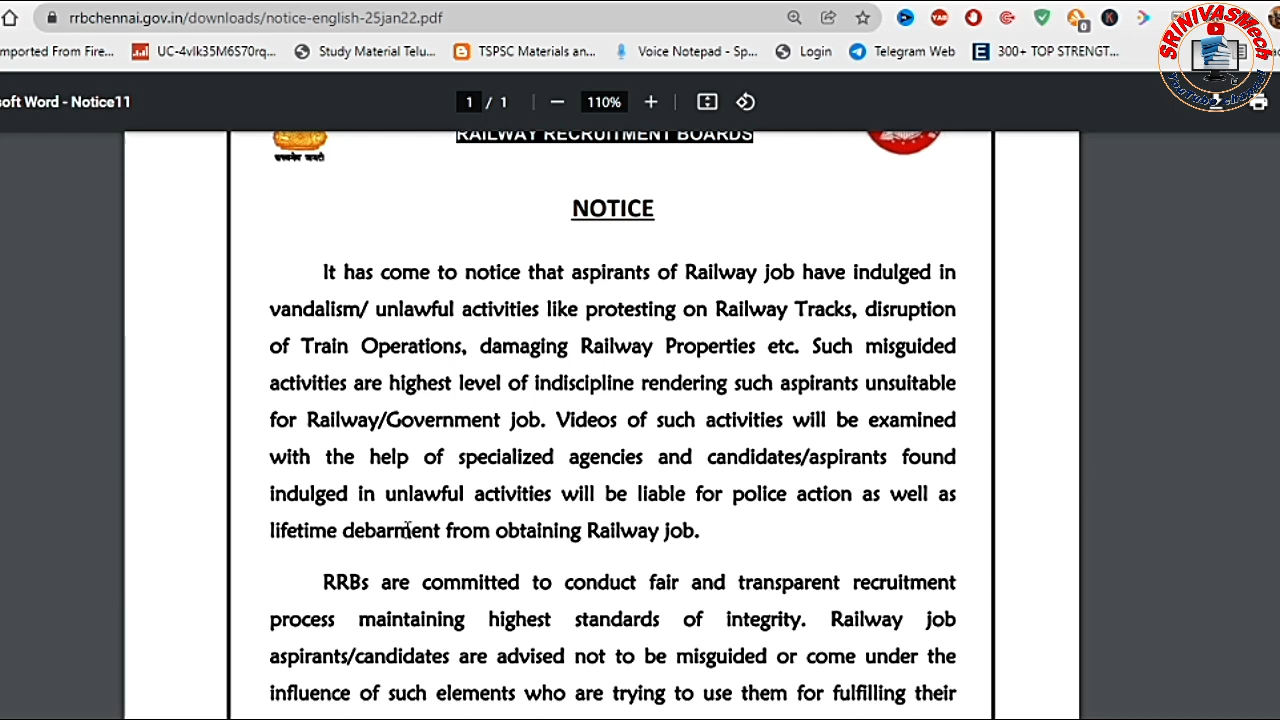 rrbchennai.gov.in/downloads/notice-english-25jan22.pdf
mported From Fire...
UC-4vlk35M6S70rq...
Study Material Telu...
TSPSC Materials an...
Voice Notepad - Sp...
Login
Telegram Web
300+ TOP STRENGT...
SRINIVASMech
YouTube
soft Word - Notice11
1 / 1
110%
RAILWAY RECRUITMENT BOARDS
सत्यमेव जयते
NOTICE
It has come to notice that aspirants of Railway job have indulged in
vandalism/ unlawful activities like protesting on Railway Tracks, disruption
of Train Operations, damaging Railway Properties etc. Such misguided
activities are highest level of indiscipline rendering such aspirants unsuitable
for Railway/Government job. Videos of such activities will be examined
with the help of specialized agencies and candidates/aspirants found
indulged in unlawful activities will be liable for police action as well as
lifetime debarment from obtaining Railway job.
RRBs are committed to conduct fair and transparent recruitment
process maintaining highest standards of integrity. Railway job
aspirants/candidates are advised not to be misguided or come under the
influence of such elements who are trying to use them for fulfilling their